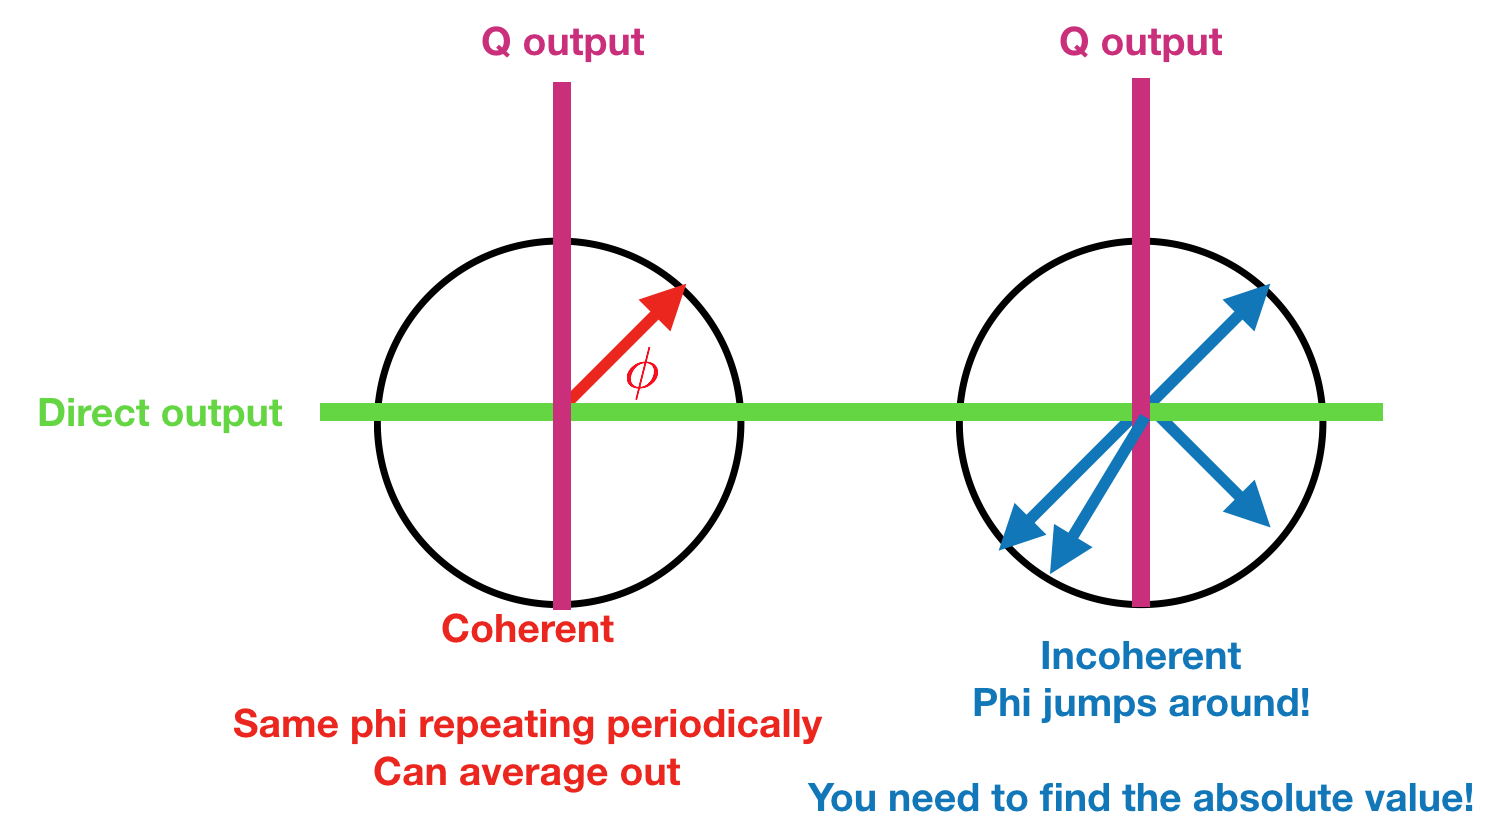 Q output
Q output
ϕ
Direct output
Coherent
Same phi repeating periodically
Can average out
Incoherent
Phi jumps around!
You need to find the absolute value!